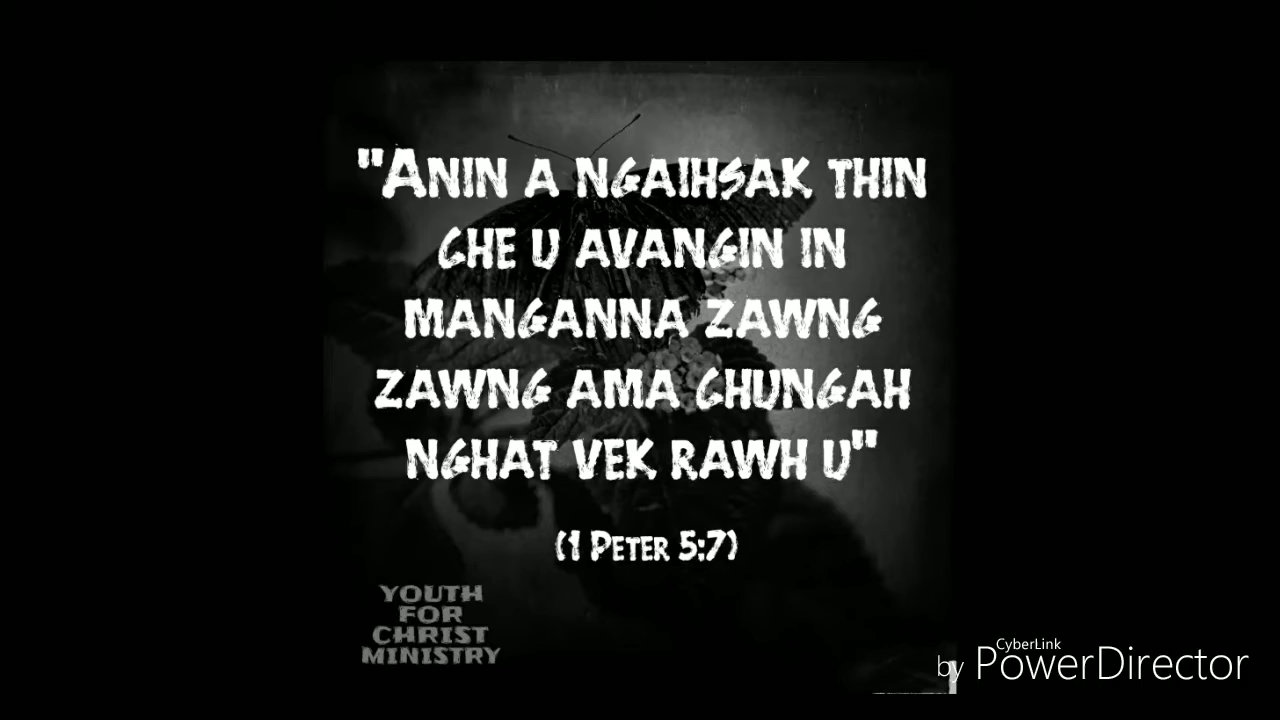 "Anin a ngaihsak thin
che u avangin in
manganna zawng
zawng ama chungah
nghat vek rawh u"
(1 Peter 5:7)
YOUTH
FOR
CHRIST
MINISTRY
CyberLink
by PowerDirector